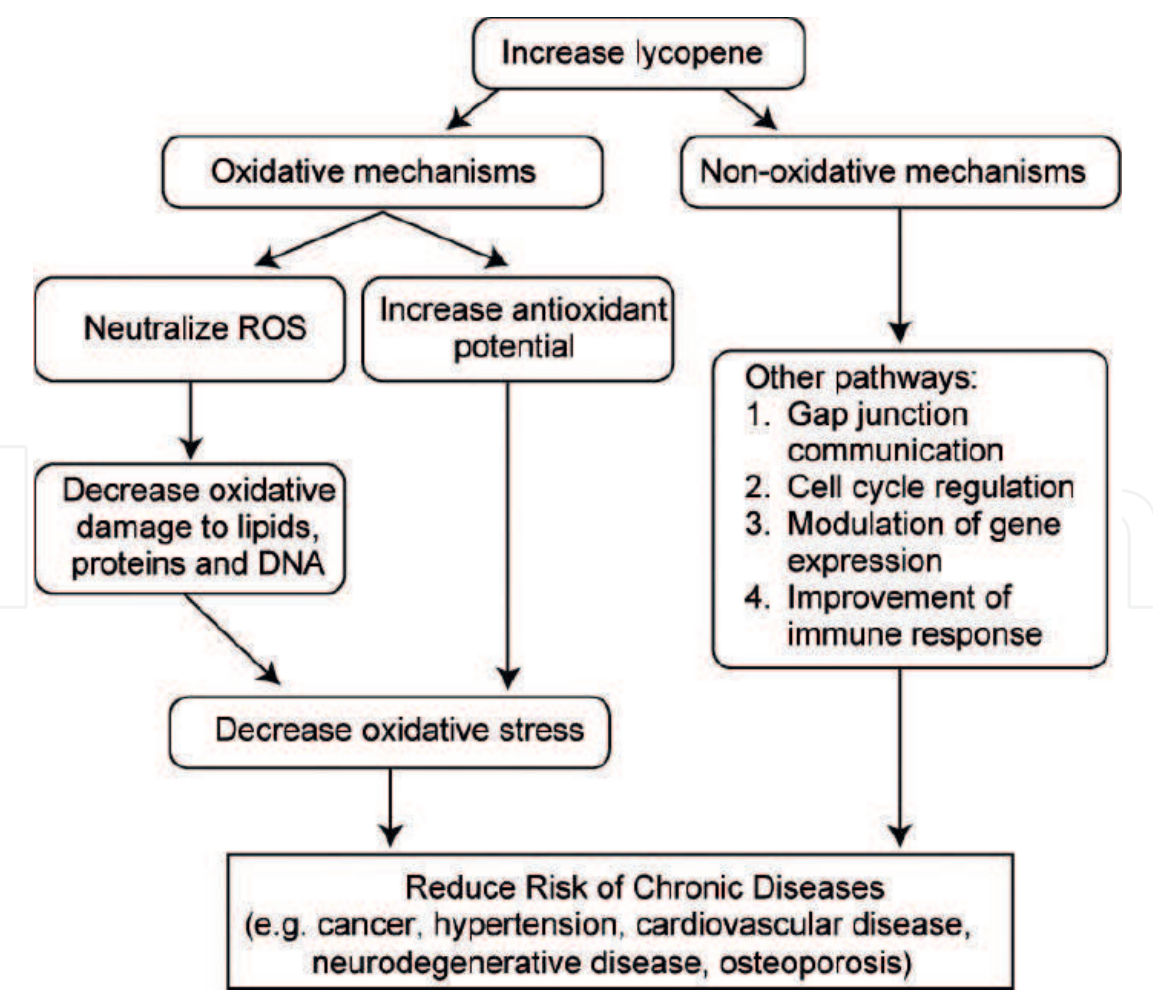 Increase lycopene
Oxidative mechanisms
Non-oxidative mechanisms
Neutralize ROS
Increase antioxidant
potential
Other pathways:
1. Gap junction
communication
2. Cell cycle regulation
3. Modulation of gene
expression
4. Improvement of
immune response
Decrease oxidative
damage to lipids,
proteins and DNA
Decrease oxidative stress
Reduce Risk of Chronic Diseases
(e.g. cancer, hypertension, cardiovascular disease,
neurodegenerative disease, osteoporosis)